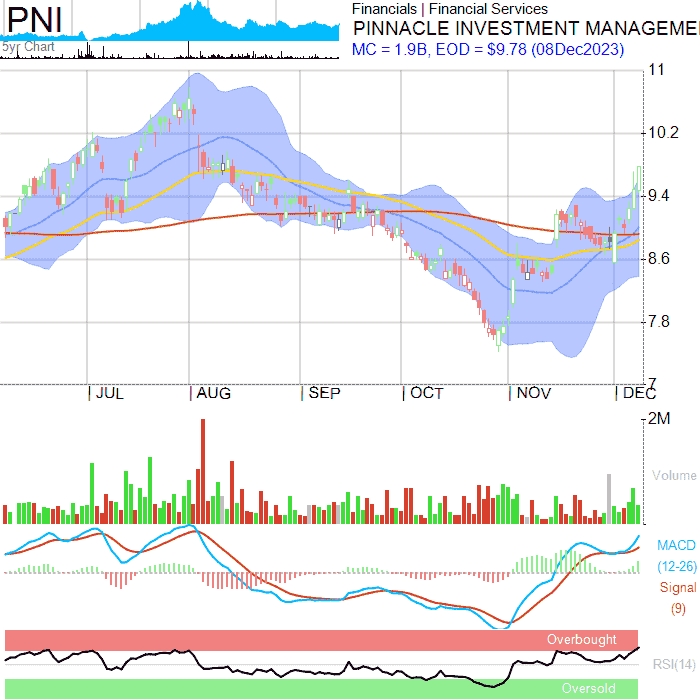 PNI
5yr Chart
Financials | Financial Services
PINNACLE INVESTMENT MANAGEME
MC = 1.9B, EOD = $9.78 (08Dec2023)
11
10.2
9.4
8.6
7.8
7
JUL
AUG
SEP
OCT
NOV
DEC
2M
Volume
MACD
(12-26)
Signal
(9)
Overbought
RSI(14)
Oversold